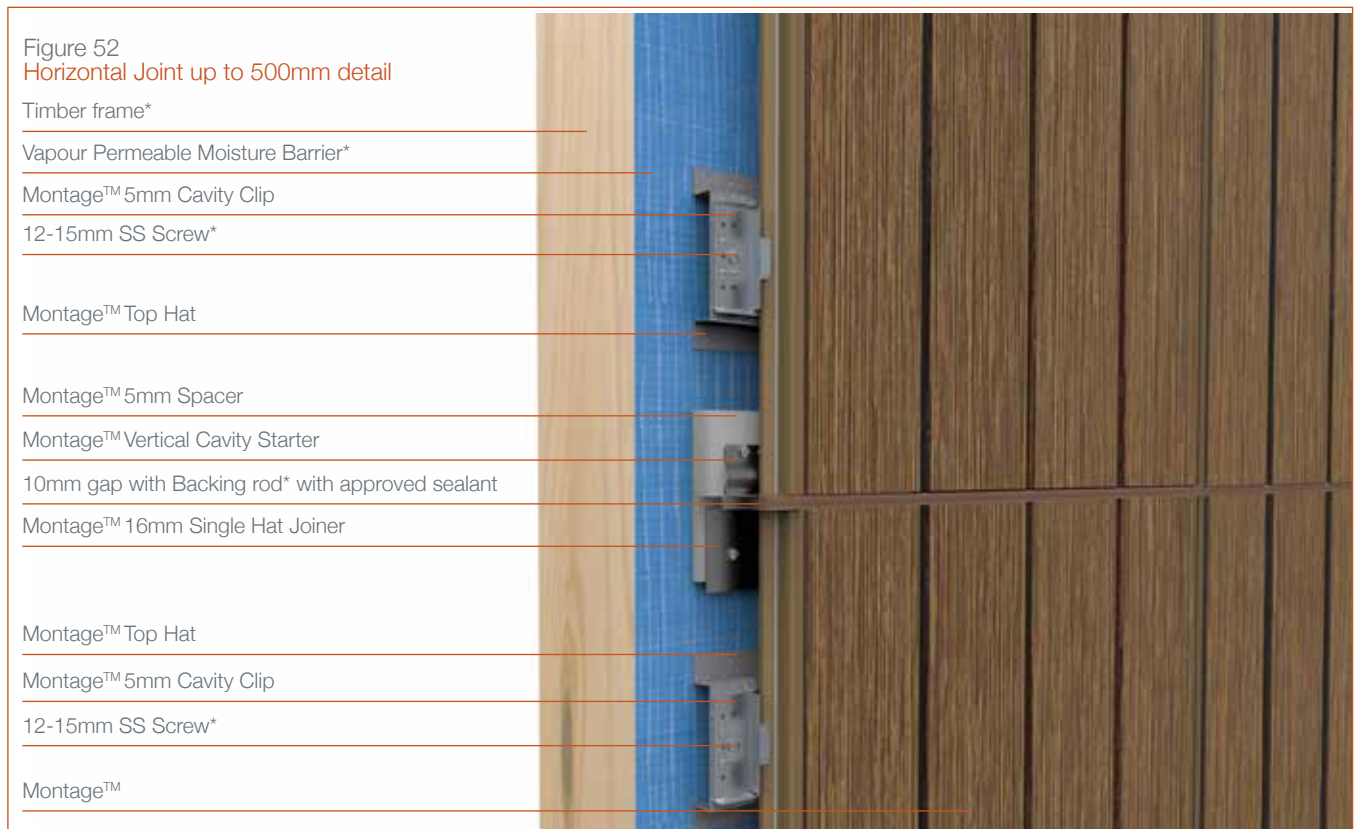 Figure 52
Horizontal Joint up to 500mm detail
Timber frame*
Vapour Permeable Moisture Barrier*
Montage™ 5mm Cavity Clip
12-15mm SS Screw*
Montage™ Top Hat
Montage™ 5mm Spacer
Montage™ Vertical Cavity Starter
10mm gap with Backing rod* with approved sealant
Montage™ 16mm Single Hat Joiner
Montage™ Top Hat
Montage™ 5mm Cavity Clip
12-15mm SS Screw*
Montage™